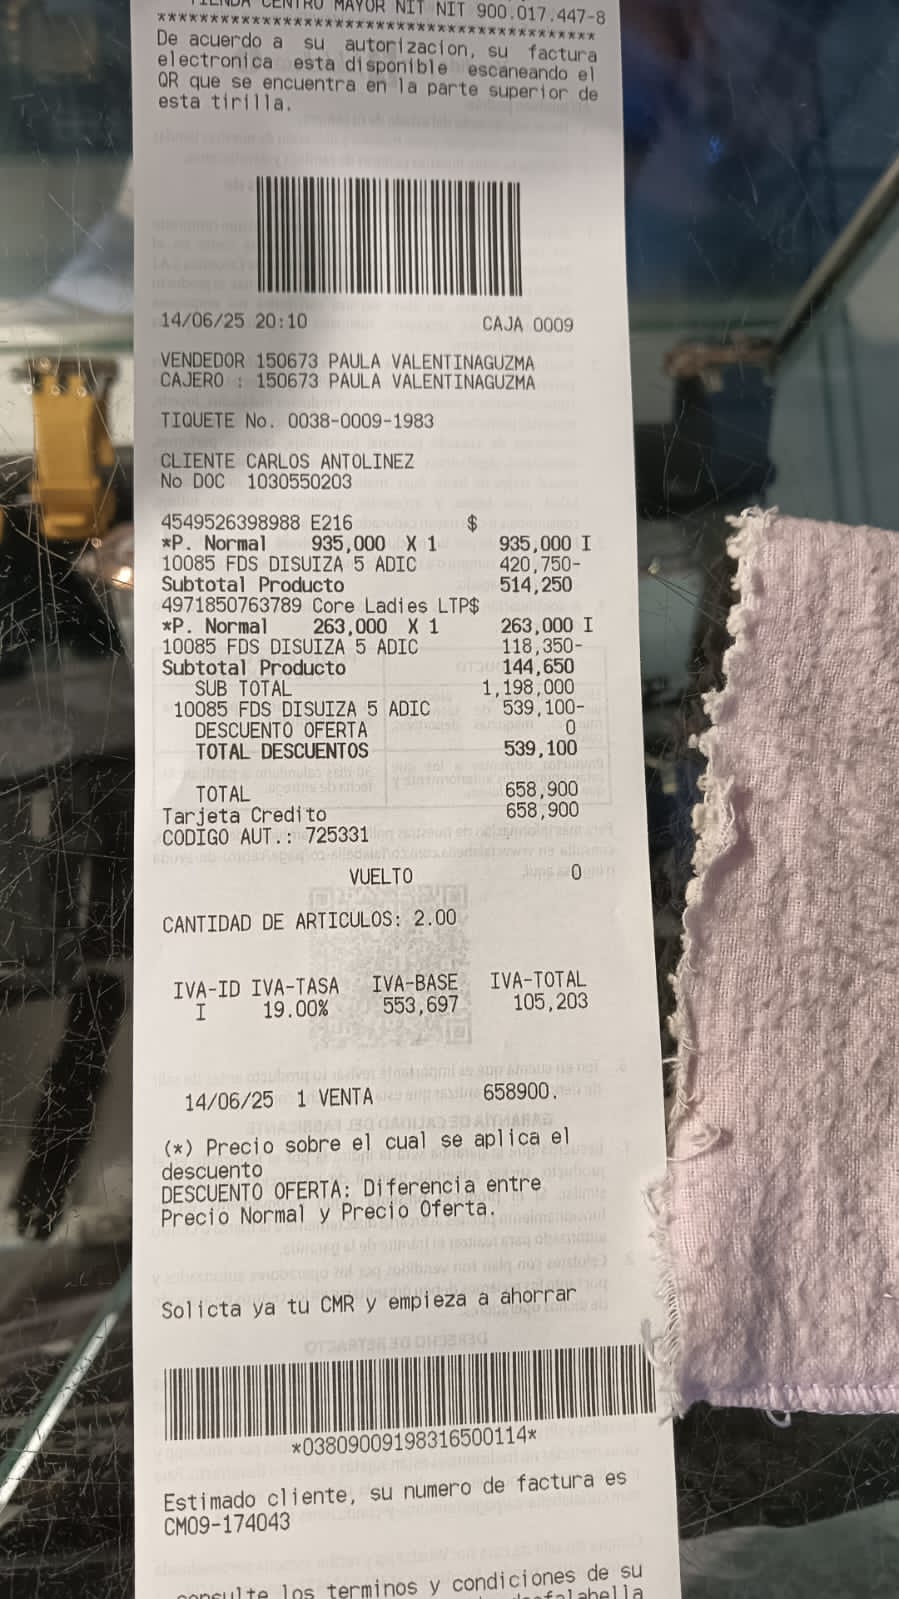 TIENDA CENTRO MAYOR NIT NIT 900.017.447-8
******************************************
De acuerdo a su autorizacion, su factura
electronica esta disponible escaneando el
QR que se encuentra en la parte superior de
esta tirilla.
14/06/25 20:10 CAJA 0009
VENDEDOR 150673 PAULA VALENTINAGUZMA
CAJERO : 150673 PAULA VALENTINAGUZMA
TIQUETE No. 0038-0009-1983
CLIENTE CARLOS ANTOLINEZ
No DOC 1030550203
4549526398988 E216 $
*P. Normal 935,000 X 1 935,000 I
10085 FDS DISUIZA 5 ADIC 420,750-
Subtotal Producto 514,250
4971850763789 Core Ladies LTP$
*P. Normal 263,000 X 1 263,000 I
10085 FDS DISUIZA 5 ADIC 118,350-
Subtotal Producto 144,650
SUB TOTAL 1,198,000
10085 FDS DISUIZA 5 ADIC 539,100-
DESCUENTO OFERTA 0
TOTAL DESCUENTOS 539,100
TOTAL 658,900
Tarjeta Credito 658,900
CODIGO AUT.: 725331
VUELTO 0
CANTIDAD DE ARTICULOS: 2.00
IVA-ID IVA-TASA IVA-BASE IVA-TOTAL
I 19.00% 553,697 105,203
14/06/25 1 VENTA 658900.
(*) Precio sobre el cual se aplica el
descuento
DESCUENTO OFERTA: Diferencia entre
Precio Normal y Precio Oferta.
Solicta ya tu CMR y empieza a ahorrar
*03809009198316500114*
Estimado cliente, su numero de factura es
CM09-174043
consulte los terminos y condiciones de su